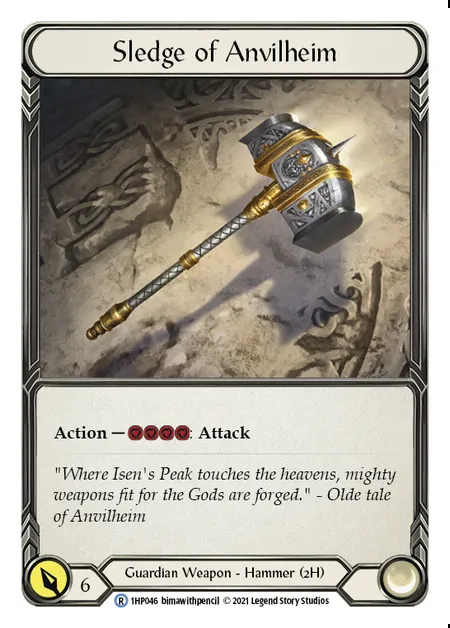 Sledge of Anvilheim
Action — : Attack
"Where Isen's Peak touches the heavens, mighty
weapons fit for the Gods are forged." - Olde tale
of Anvilheim
6
Guardian Weapon - Hammer (2H)
R 1HP046 bimawithpencil © 2021 Legend Story Studios